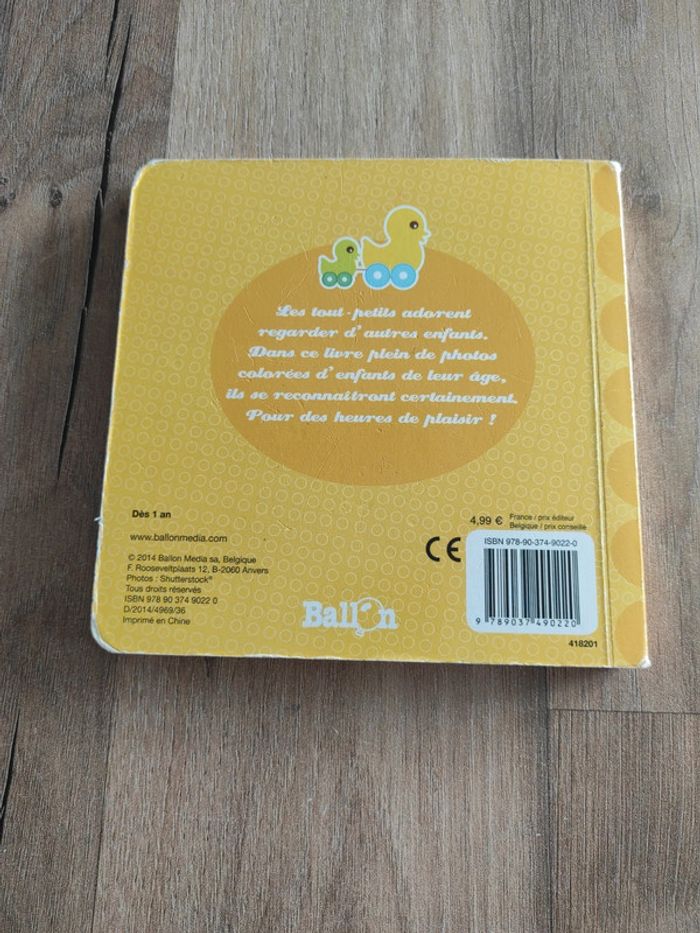 Les tout-petits adorent
regarder d'autres enfants.
Dans ce livre plein de photos
colorées d'enfants de leur âge,
ils se reconnaîtront certainement.
Pour des heures de plaisir !
Dès 1 an
www.ballonmedia.com
© 2014 Ballon Media sa, Belgique
F. Rooseveltplaats 12, B-2060 Anvers
Photos : Shutterstock®
Tous droits réservés
ISBN 978 90 374 9022 0
D/2014/4969/36
Imprimé en Chine
Ballon
4,99 € France / prix éditeur
Belgique / prix conseillé
CE
ISBN 978-90-374-9022-0
9 789037 490220
418201